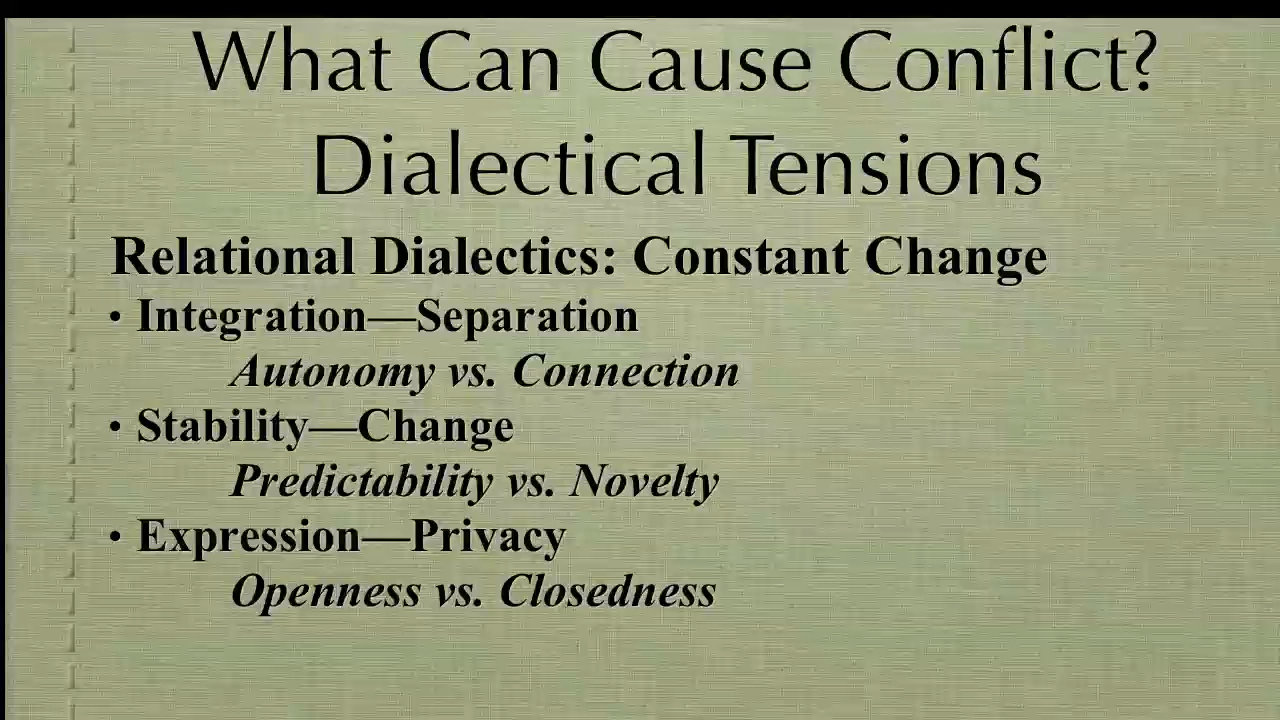 What Can Cause Conflict?
Dialectical Tensions
Relational Dialectics: Constant Change
• Integration—Separation
Autonomy vs. Connection
• Stability—Change
Predictability vs. Novelty
• Expression—Privacy
Openness vs. Closedness